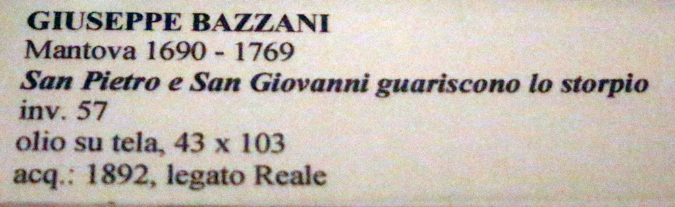 GIUSEPPE BAZZANI
Mantova 1690 - 1769
San Pietro e San Giovanni guariscono lo storpio
inv. 57
olio su tela, 43 x 103
acq.: 1892, legato Reale